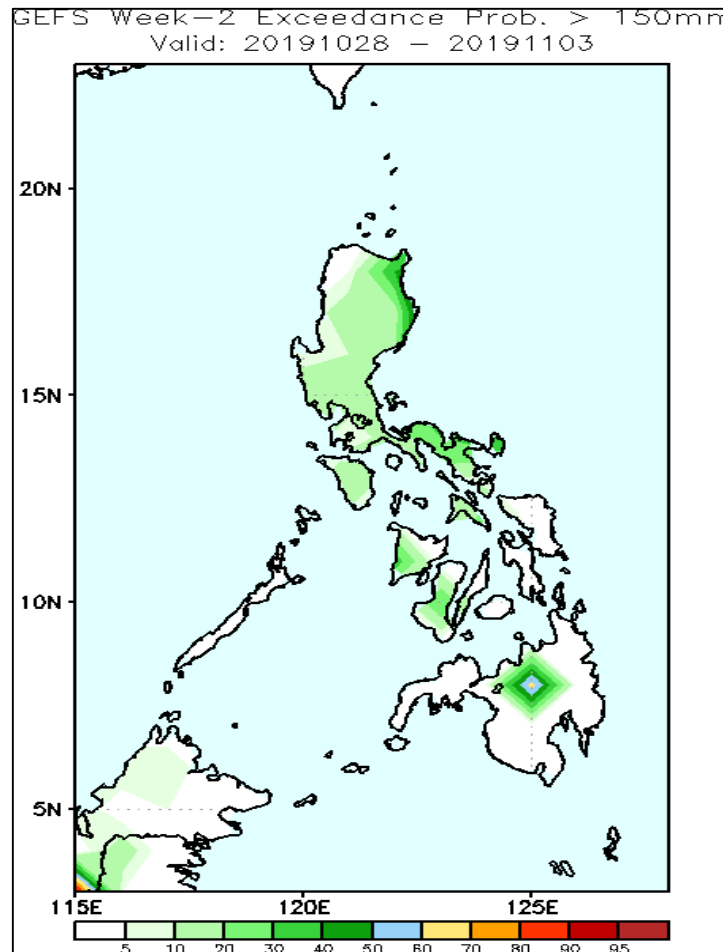 GEFS Week-2 Exceedance Prob. > 150mm
Valid: 20191028 - 20191103
20N
15N
10N
5N
115E 120E 125E
5 10 20 30 40 50 60 70 80 90 95